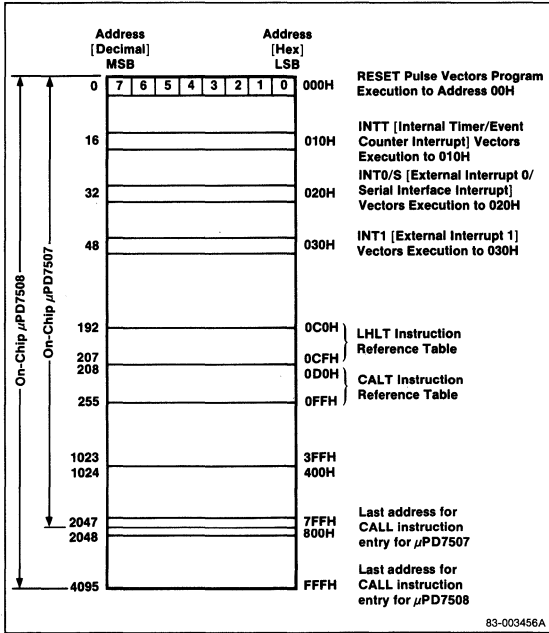 Address [Decimal]
MSB
Address [Hex]
LSB
0 7 6 5 4 3 2 1 0 000H RESET Pulse Vectors Program
Execution to Address 00H
16 010H INTT [Internal Timer/Event
Counter Interrupt] Vectors
Execution to 010H
32 020H INT0/S [External Interrupt 0/
Serial Interface Interrupt]
Vectors Execution to 020H
48 030H INT1 [External Interrupt 1]
Vectors Execution to 030H
On-Chip μPD7508
On-Chip μPD7507
192 0C0H LHLT Instruction
207 0CFH Reference Table
208 0D0H CALT Instruction
255 0FFH Reference Table
1023 3FFH
1024 400H
2047 7FFH
2048 800H
Last address for
CALL instruction
entry for μPD7507
4095 FFFH
Last address for
CALL instruction
entry for μPD7508
83-003456A